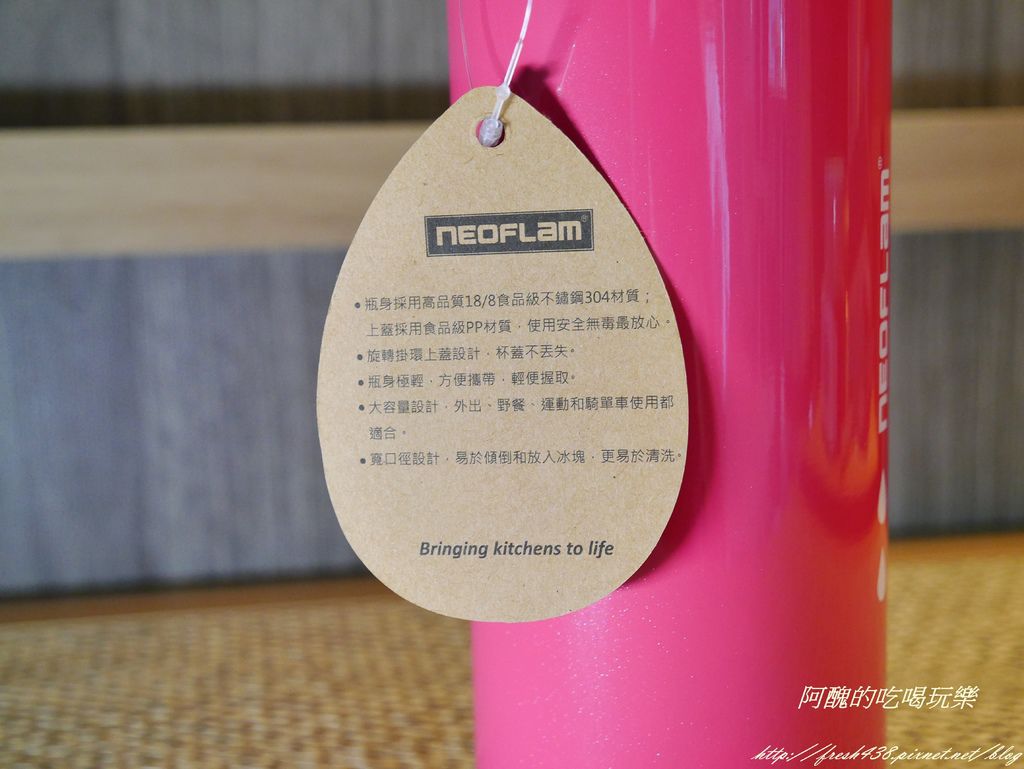 NEOFLAM®
•瓶身採用高品質18/8食品級不鏽鋼304材質；
上蓋採用食品級PP材質，使用安全無毒最放心。
•旋轉掛環上蓋設計，杯蓋不丟失。
•瓶身極輕，方便攜帶，輕便握取。
•大容量設計，外出、野餐、運動和騎單車使用都
適合。
•寬口徑設計，易於傾倒和放入冰塊，更易於清洗。
Bringing kitchens to life
NEOFLAM®
阿醜的吃喝玩樂
http://fresh438.pixnet.net/blog